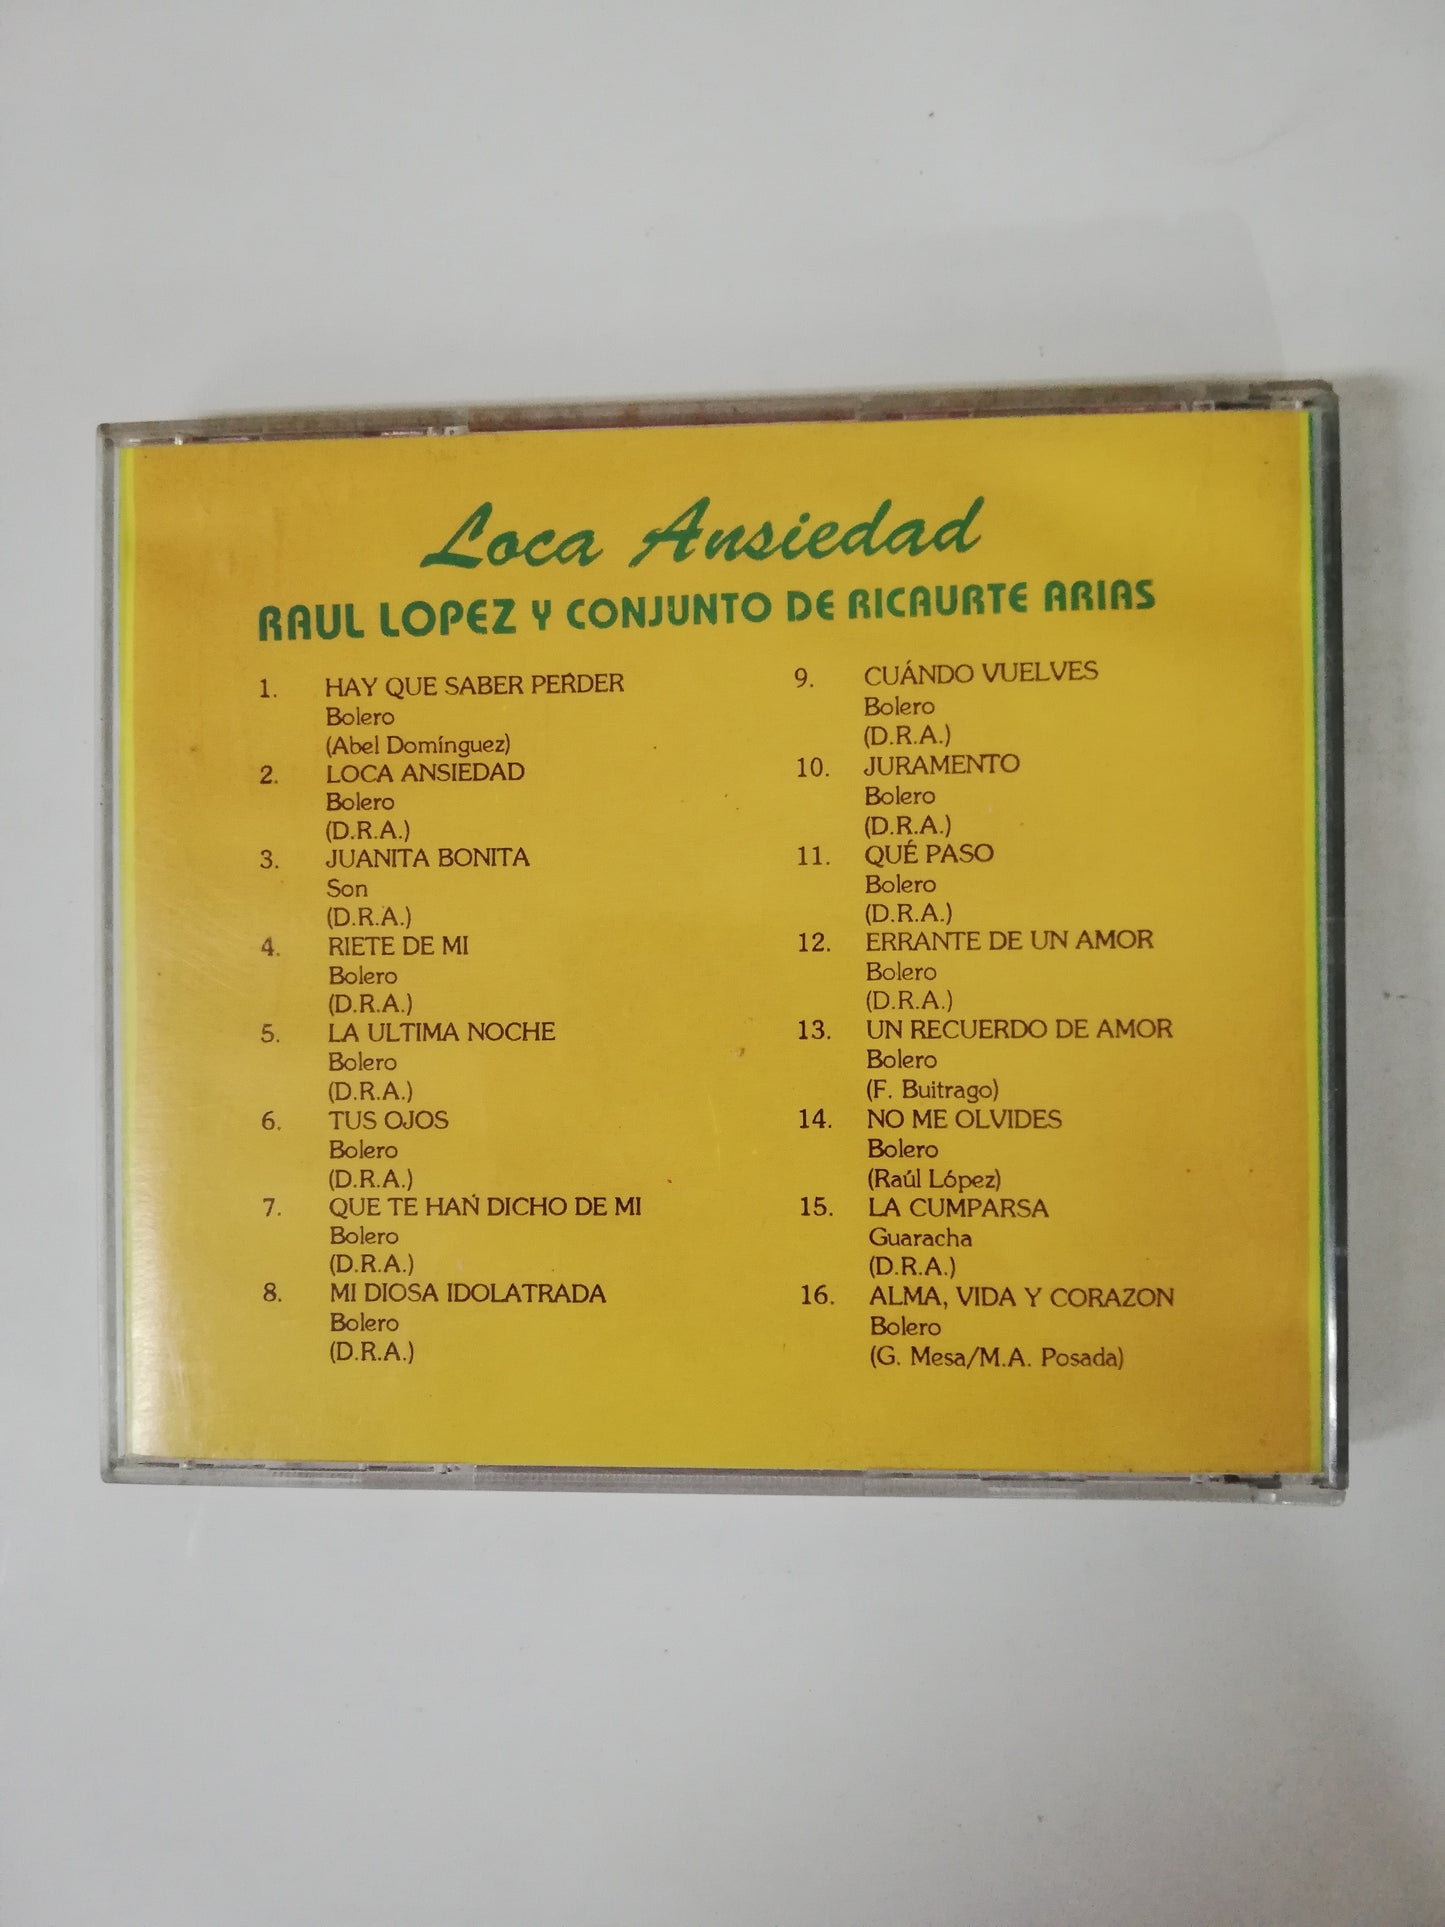 Loca Ansiedad
RAUL LOPEZ Y CONJUNTO DE RICAURTE ARIAS
1. HAY QUE SABER PERDER
Bolero
(Abel Domínguez)
2. LOCA ANSIEDAD
Bolero
(D.R.A.)
3. JUANITA BONITA
Son
(D.R.A.)
4. RIETE DE MI
Bolero
(D.R.A.)
5. LA ULTIMA NOCHE
Bolero
(D.R.A.)
6. TUS OJOS
Bolero
(D.R.A.)
7. QUE TE HAN DICHO DE MI
Bolero
(D.R.A.)
8. MI DIOSA IDOLATRADA
Bolero
(D.R.A.)
9. CUÁNDO VUELVES
Bolero
(D.R.A.)
10. JURAMENTO
Bolero
(D.R.A.)
11. QUÉ PASO
Bolero
(D.R.A.)
12. ERRANTE DE UN AMOR
Bolero
(D.R.A.)
13. UN RECUERDO DE AMOR
Bolero
(F. Buitrago)
14. NO ME OLVIDES
Bolero
(Raúl López)
15. LA CUMPARSA
Guaracha
(D.R.A.)
16. ALMA, VIDA Y CORAZON
Bolero
(G. Mesa/M.A. Posada)